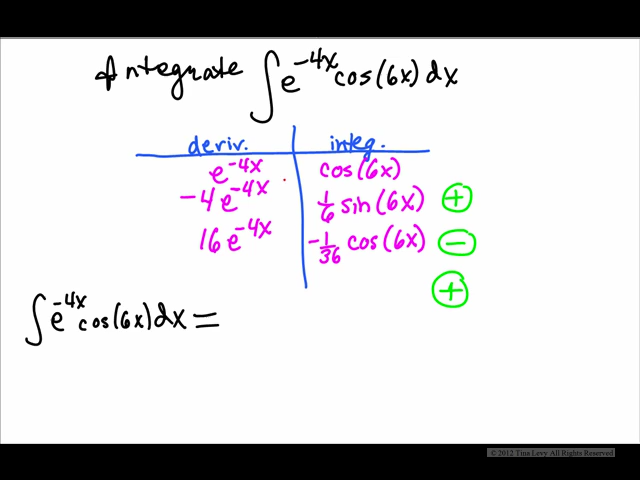 Integrate ∫e^{-4x} cos(6x) dx
deriv. integ.
e^{-4x} cos(6x)
-4e^{-4x} 1/6 sin(6x) +
16e^{-4x} -1/36 cos(6x) −
+
∫e^{-4x} cos(6x) dx =
© 2012 Tina Levy All Rights Reserved